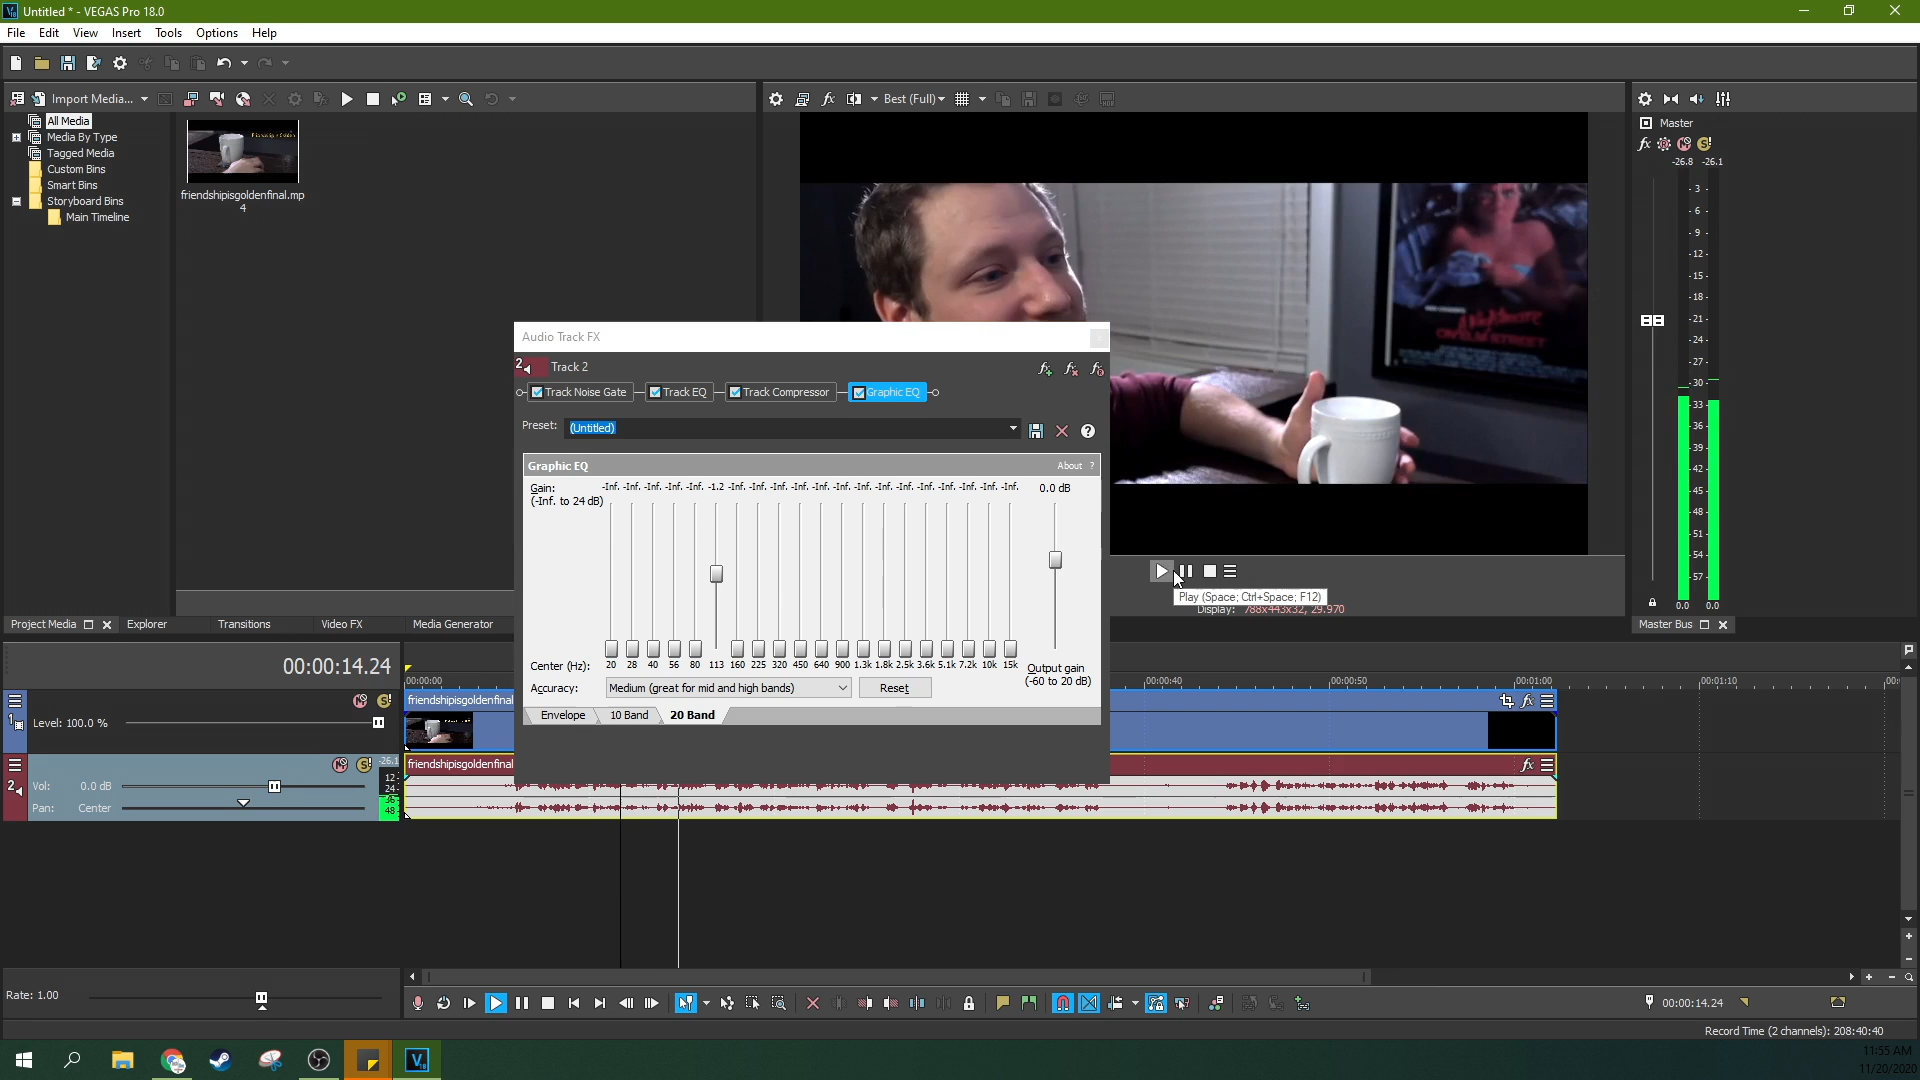 Untitled * - VEGAS Pro 18.0
File Edit View Insert Tools Options Help
Import Media...
Best (Full)
All Media
Media By Type
Tagged Media
Custom Bins
Smart Bins
Storyboard Bins
Main Timeline
friendshipisgoldenfinal.mp
4
Master
-26.8 -26.1
- 3 -
- 6 -
- 9 -
-12-
-15-
-18-
-21-
-24-
-27-
-30-
-33-
-36-
-39-
-42-
-45-
-48-
-51-
-54-
-57-
0.0 0.0
Audio Track FX
2 Track 2
Track Noise Gate Track EQ Track Compressor Graphic EQ
Preset: (Untitled)
Graphic EQ About ?
Gain: -Inf. -Inf. -Inf. -Inf. -Inf. -1.2 -Inf. -Inf. -Inf. -Inf. -Inf. -Inf. -Inf. -Inf. -Inf. -Inf. -Inf. -Inf. -Inf. -Inf. 0.0 dB
(-Inf. to 24 dB)
Center (Hz): 20 28 40 56 80 113 160 225 320 450 640 900 1.3k 1.8k 2.5k 3.6k 5.1k 7.2k 10k 15k
Output gain
(-60 to 20 dB)
Accuracy: Medium (great for mid and high bands) Reset
Envelope 10 Band 20 Band
Play (Space; Ctrl+Space; F12)
Display: 788x443x32, 29.970
Project Media Explorer Transitions Video FX Media Generator
Master Bus
00:00:14.24
00:00:00 00:00:40 00:00:50 00:01:00 00:01:10
1 Level: 100.0 %
friendshipisgoldenfinal
2 Vol: 0.0 dB
Pan: Center
-26.1
12-
24-
36-
48-
friendshipisgoldenfinal
Rate: 1.00
00:00:14.24
Record Time (2 channels): 208:40:40
11:55 AM
11/20/2020